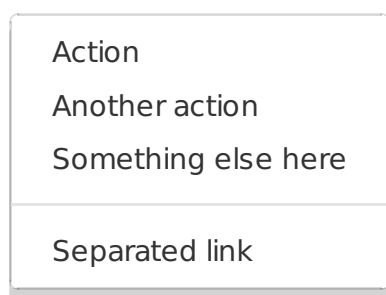 Action
Another action
Something else here
Separated link